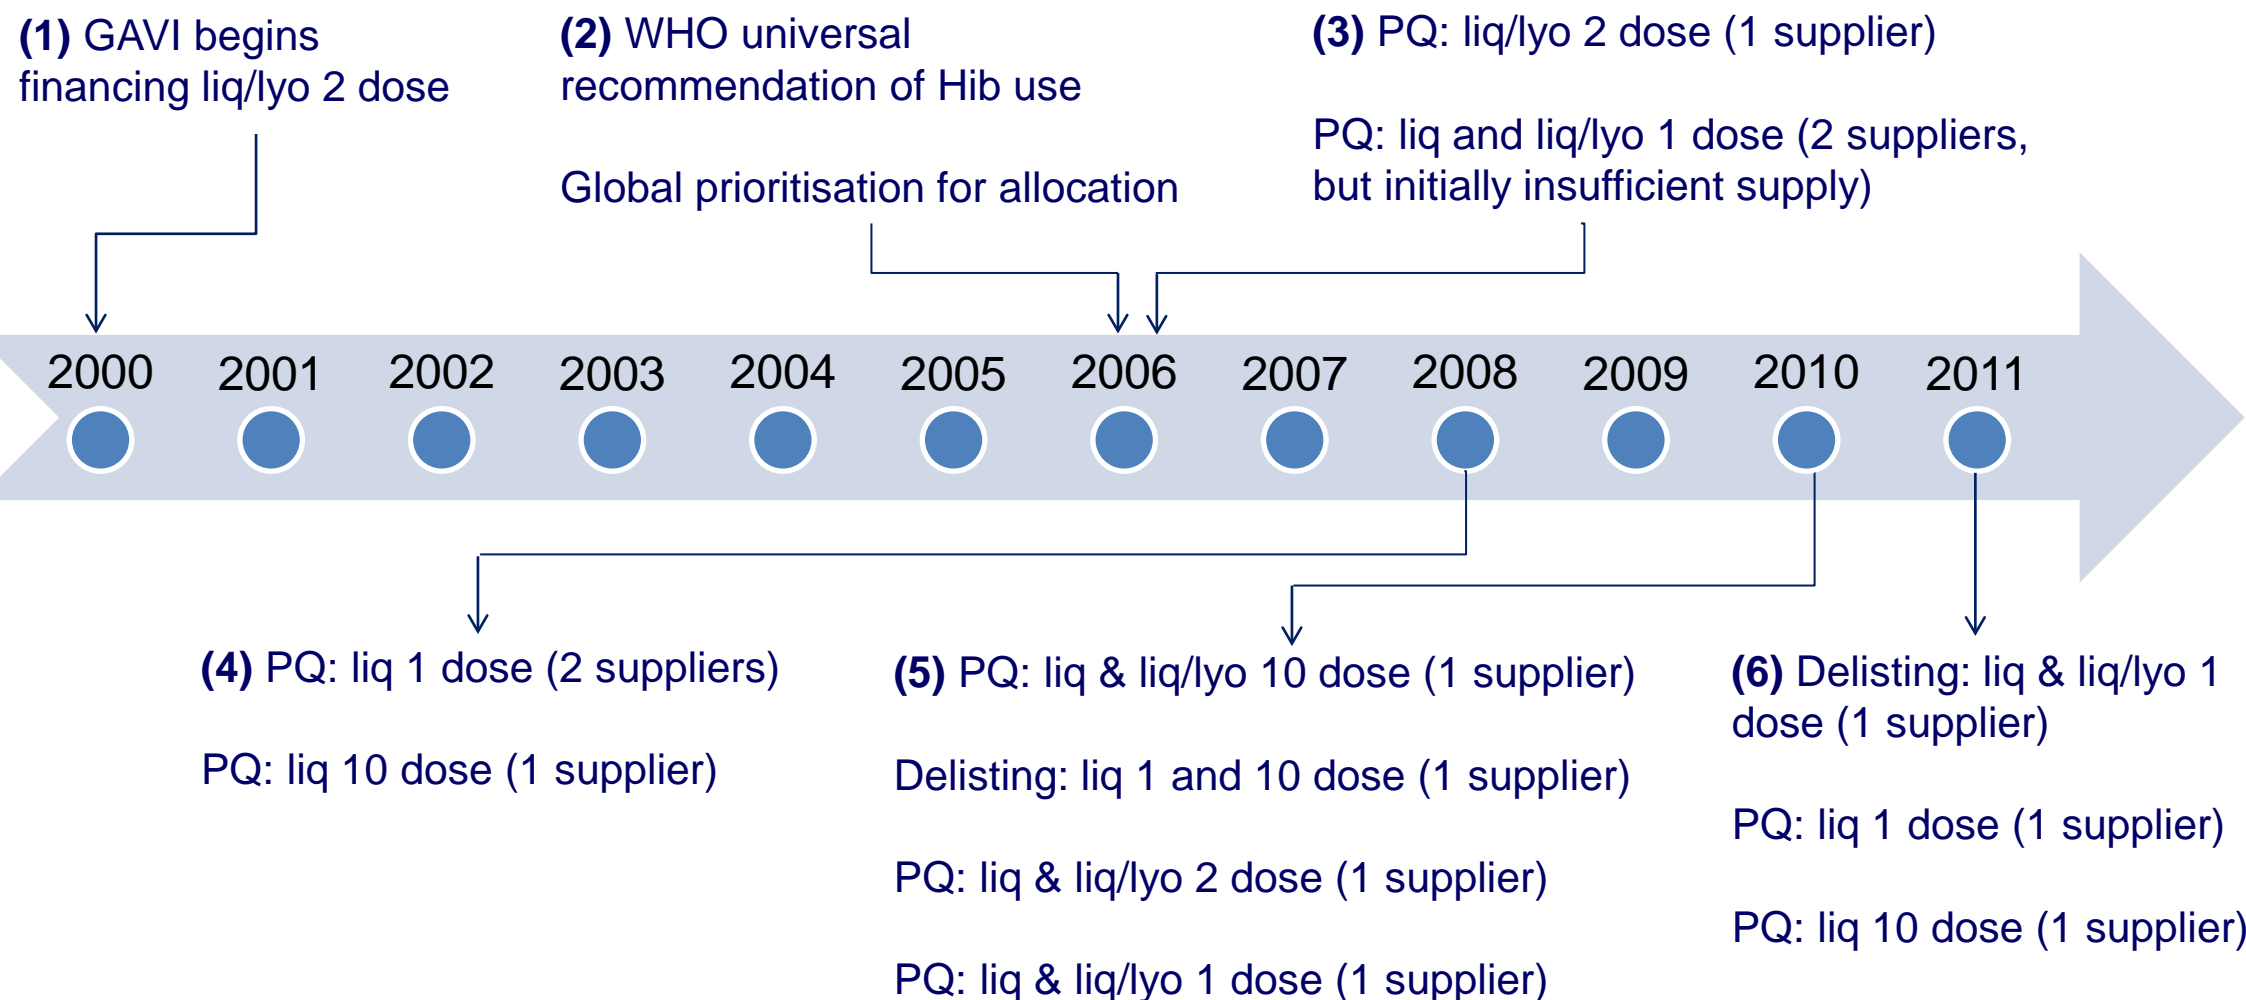 (1) GAVI begins
financing liq/lyo 2 dose
(2) WHO universal
recommendation of Hib use
Global prioritisation for allocation
(3) PQ: liq/lyo 2 dose (1 supplier)
PQ: liq and liq/lyo 1 dose (2 suppliers,
but initially insufficient supply)
2000 2001 2002 2003 2004 2005 2006 2007 2008 2009 2010 2011
(4) PQ: liq 1 dose (2 suppliers)
PQ: liq 10 dose (1 supplier)
(5) PQ: liq & liq/lyo 10 dose (1 supplier)
Delisting: liq 1 and 10 dose (1 supplier)
PQ: liq & liq/lyo 2 dose (1 supplier)
PQ: liq & liq/lyo 1 dose (1 supplier)
(6) Delisting: liq & liq/lyo 1
dose (1 supplier)
PQ: liq 1 dose (1 supplier)
PQ: liq 10 dose (1 supplier)